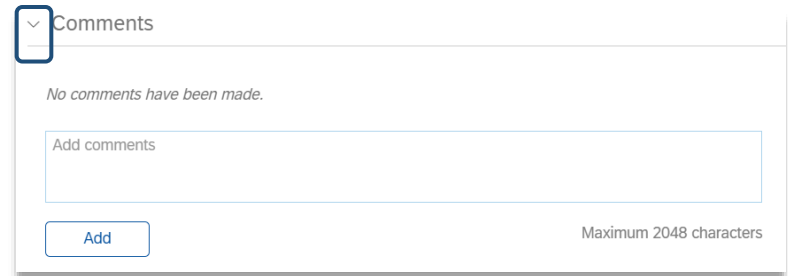 Comments
No comments have been made.
Add comments
Add
Maximum 2048 characters